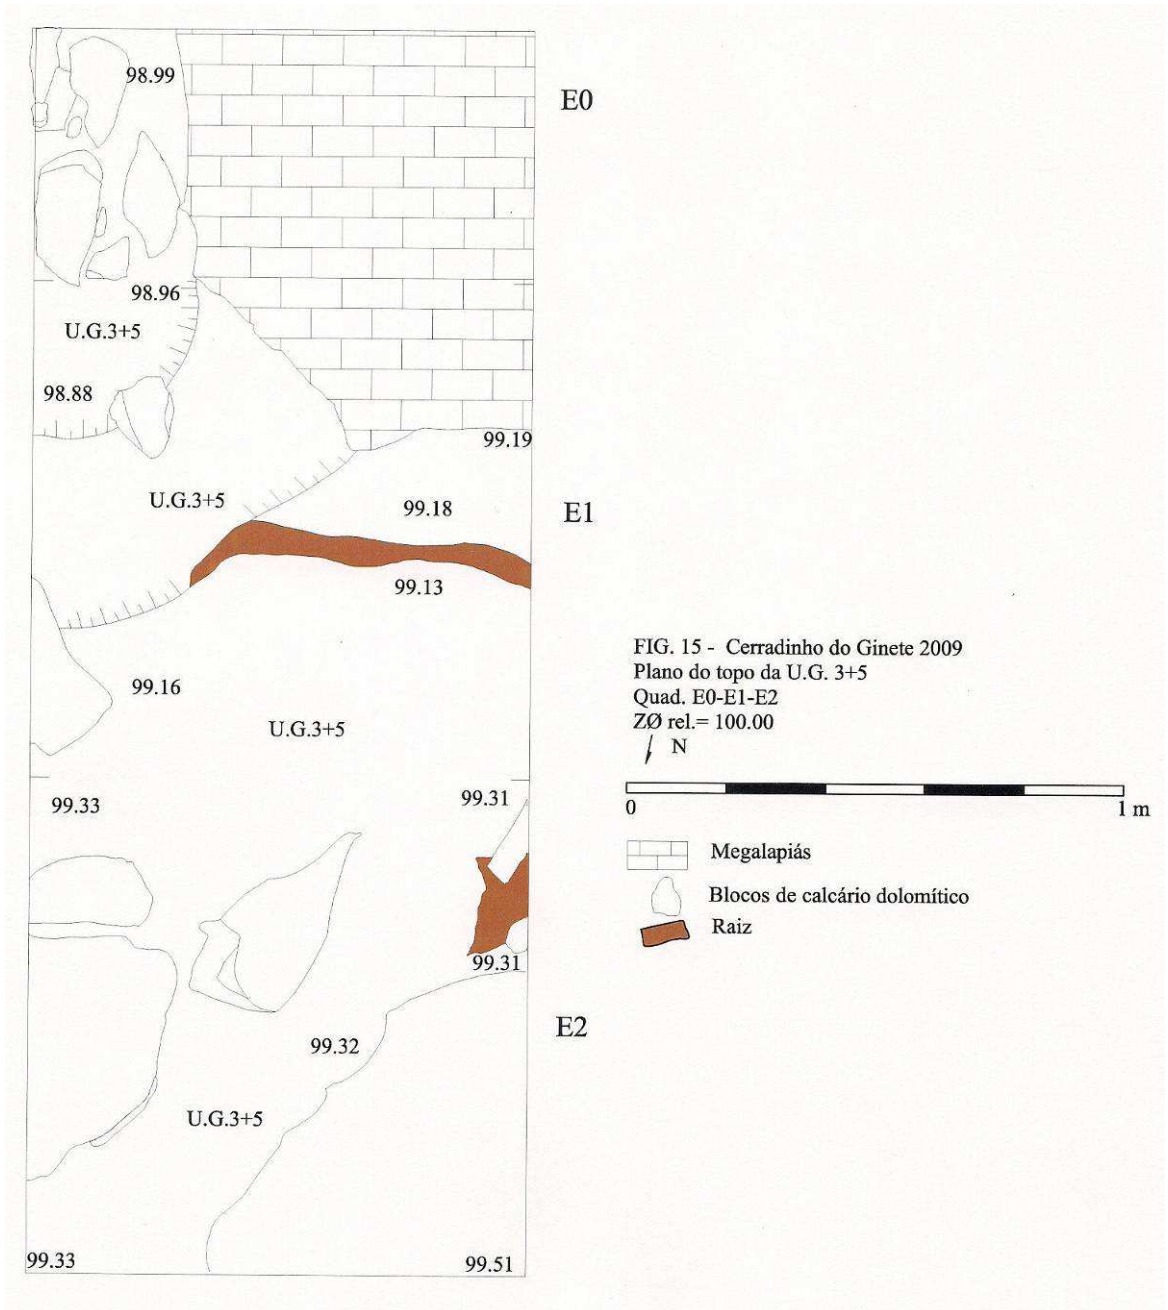 98.99
E0
98.96
U.G.3+5
98.88
99.19
U.G.3+5
99.18
E1
99.13
FIG. 15 - Cerradinho do Ginete 2009
Plano do topo da U.G. 3+5
Quad. E0-E1-E2
ZØ rel.= 100.00
N
99.16
U.G.3+5
99.33
99.31
0
1 m
Megalapiás
Blocos de calcário dolomítico
Raiz
99.31
E2
99.32
U.G.3+5
99.33
99.51